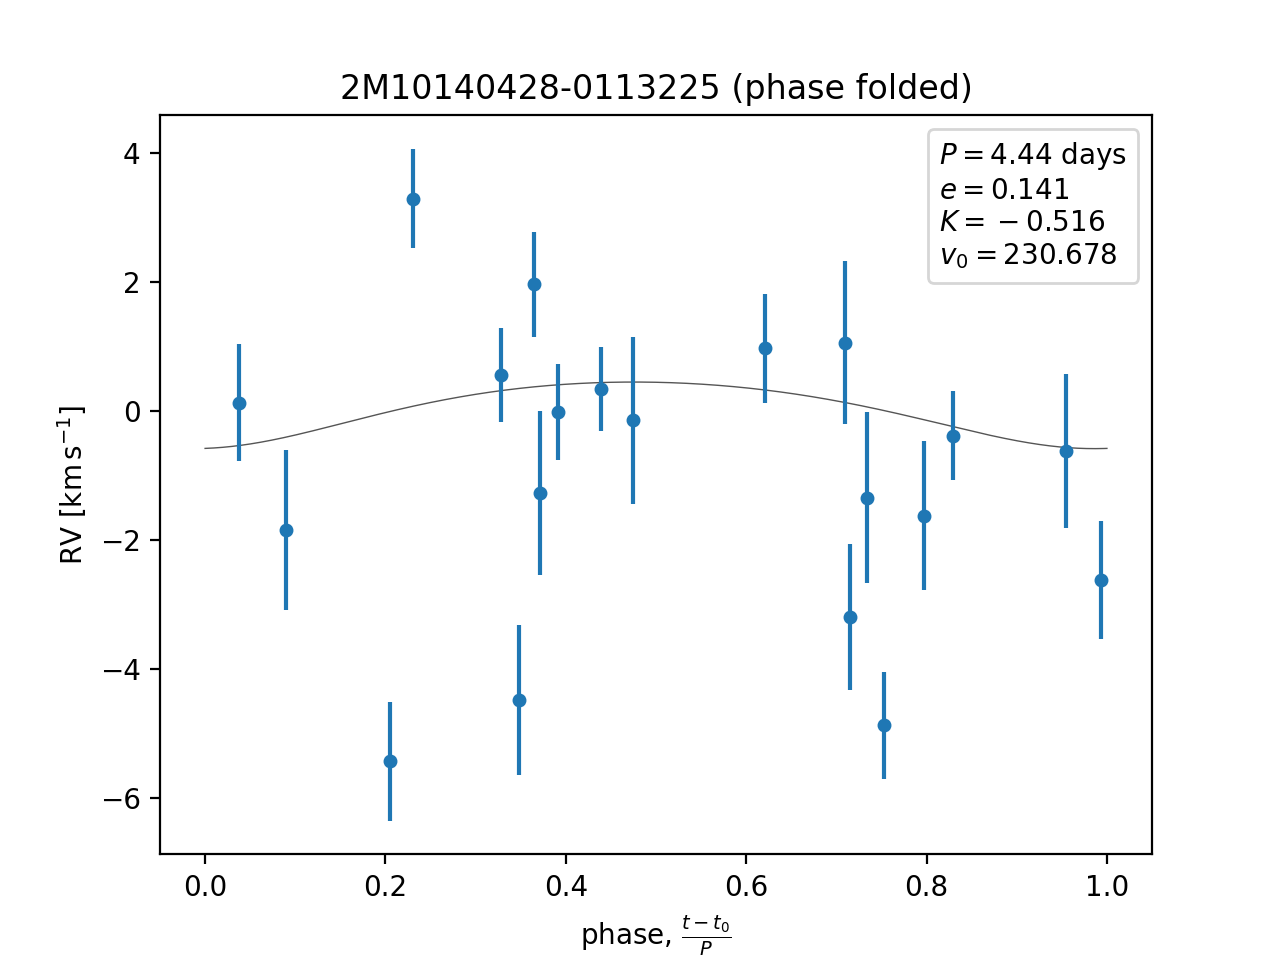 2M10140428-0113225 (phase folded)
P = 4.44 days
e = 0.141
K = −0.516
v₀ = 230.678
4
2
0
−2
−4
−6
RV [km s⁻¹]
0.0 0.2 0.4 0.6 0.8 1.0
phase, (t − t₀)/P